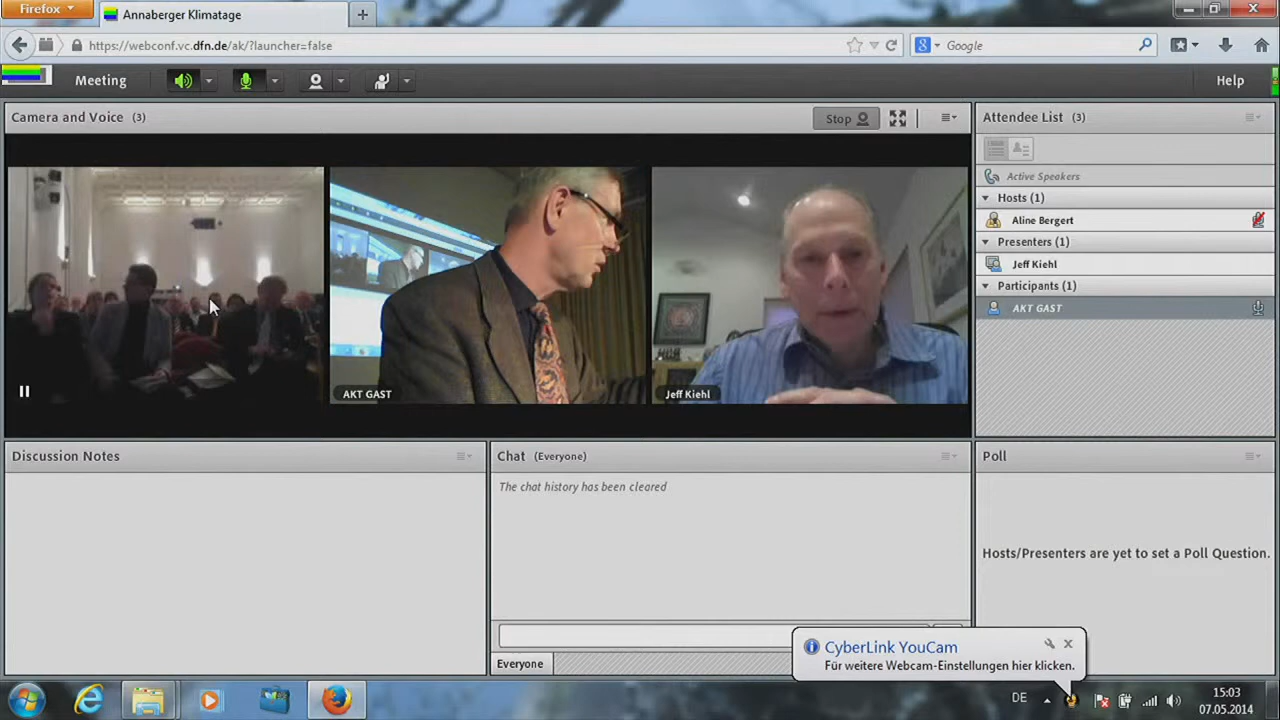 Firefox
Annaberger Klimatage
https://webconf.vc.dfn.de/ak/?launcher=false
Google
Meeting
Help
Camera and Voice (3)
Stop
Attendee List (3)
Active Speakers
Hosts (1)
Aline Bergert
Presenters (1)
Jeff Kiehl
Participants (1)
AKT GAST
AKT GAST
Jeff Kiehl
Discussion Notes
Chat (Everyone)
Poll
The chat history has been cleared
Hosts/Presenters are yet to set a Poll Question.
Everyone
CyberLink YouCam
Für weitere Webcam-Einstellungen hier klicken.
DE
15:03
07.05.2014